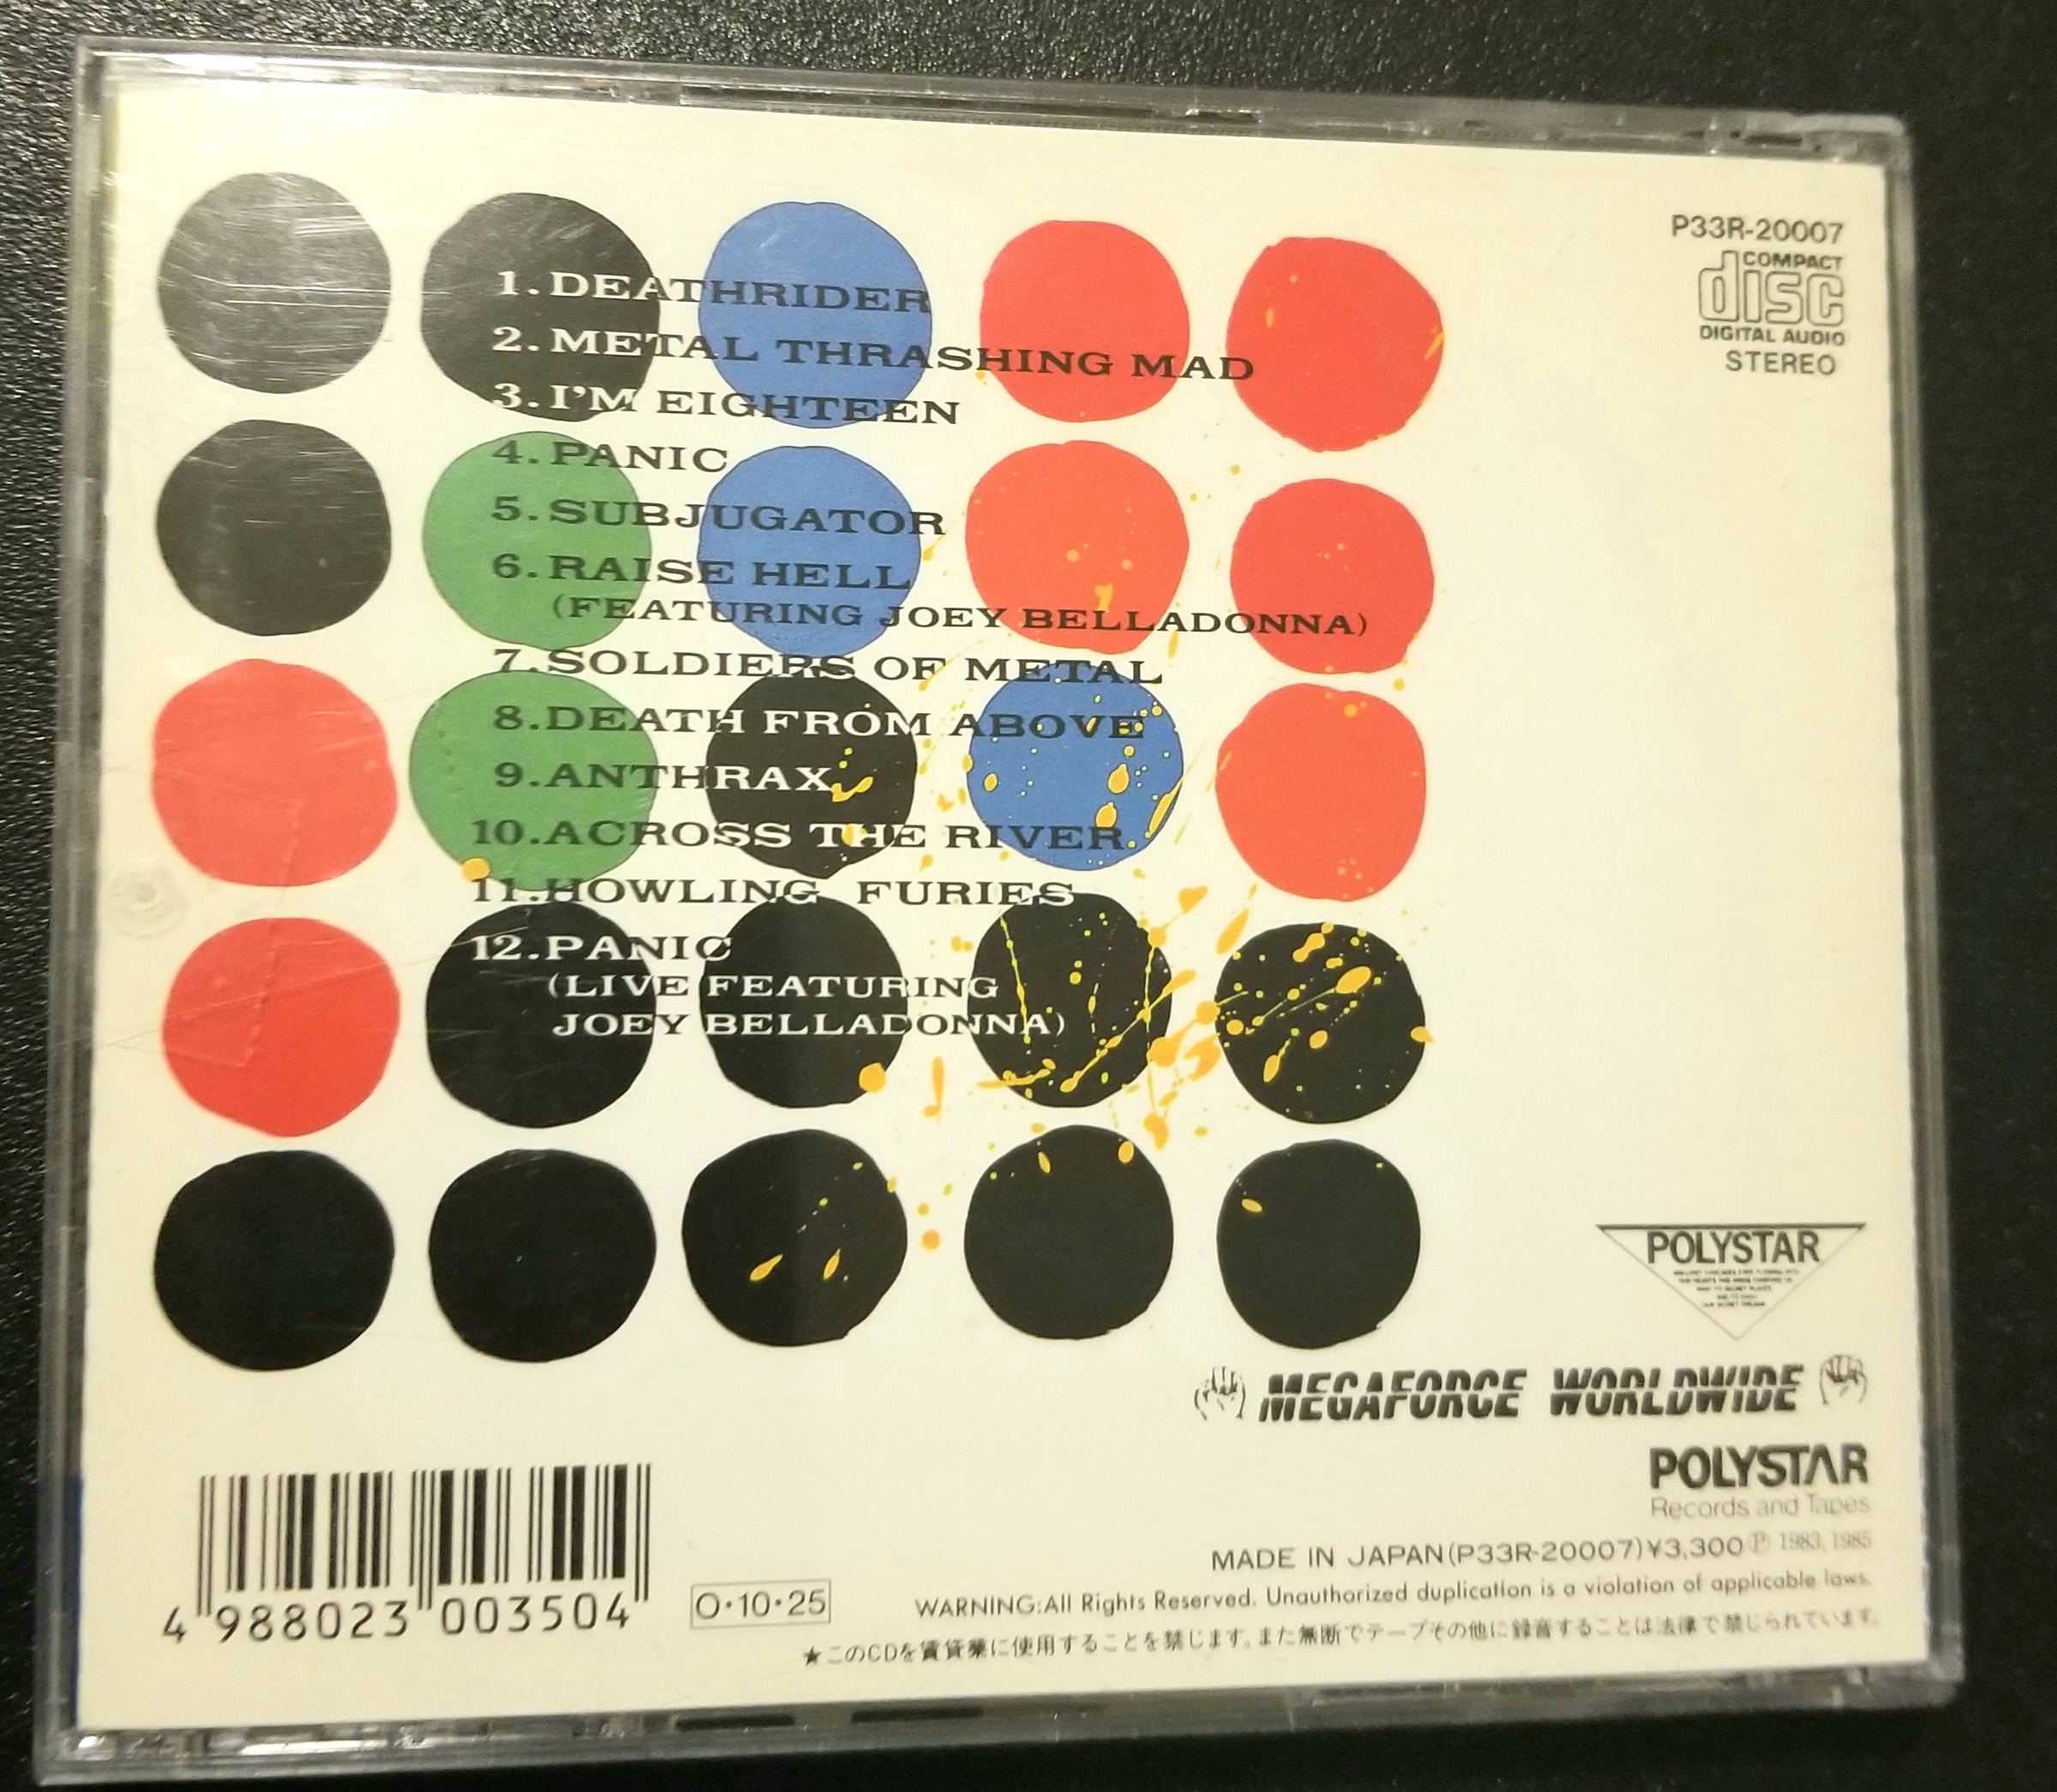 P33R-20007
COMPACT
disc
DIGITAL AUDIO
STEREO
1.DEATHRIDER
2.METAL THRASHING MAD
3.I'M EIGHTEEN
4.PANIC
5.SUBJUGATOR
6.RAISE HELL
(FEATURING JOEY BELLADONNA)
7.SOLDIERS OF METAL
8.DEATH FROM ABOVE
9.ANTHRAX
10.ACROSS THE RIVER
11.HOWLING FURIES
12.PANIC
(LIVE FEATURING
JOEY BELLADONNA)
POLYSTAR
MEGAFORCE WORLDWIDE
POLYSTAR
Records and Tapes
MADE IN JAPAN(P33R-20007)¥3,300 ℗ 1983, 1985
WARNING:All Rights Reserved. Unauthorized duplication is a violation of applicable laws.
★このCDを賃貸業に使用することを禁じます。また無断でテープその他に録音することは法律で禁じられています。
4 988023 003504
O·10·25